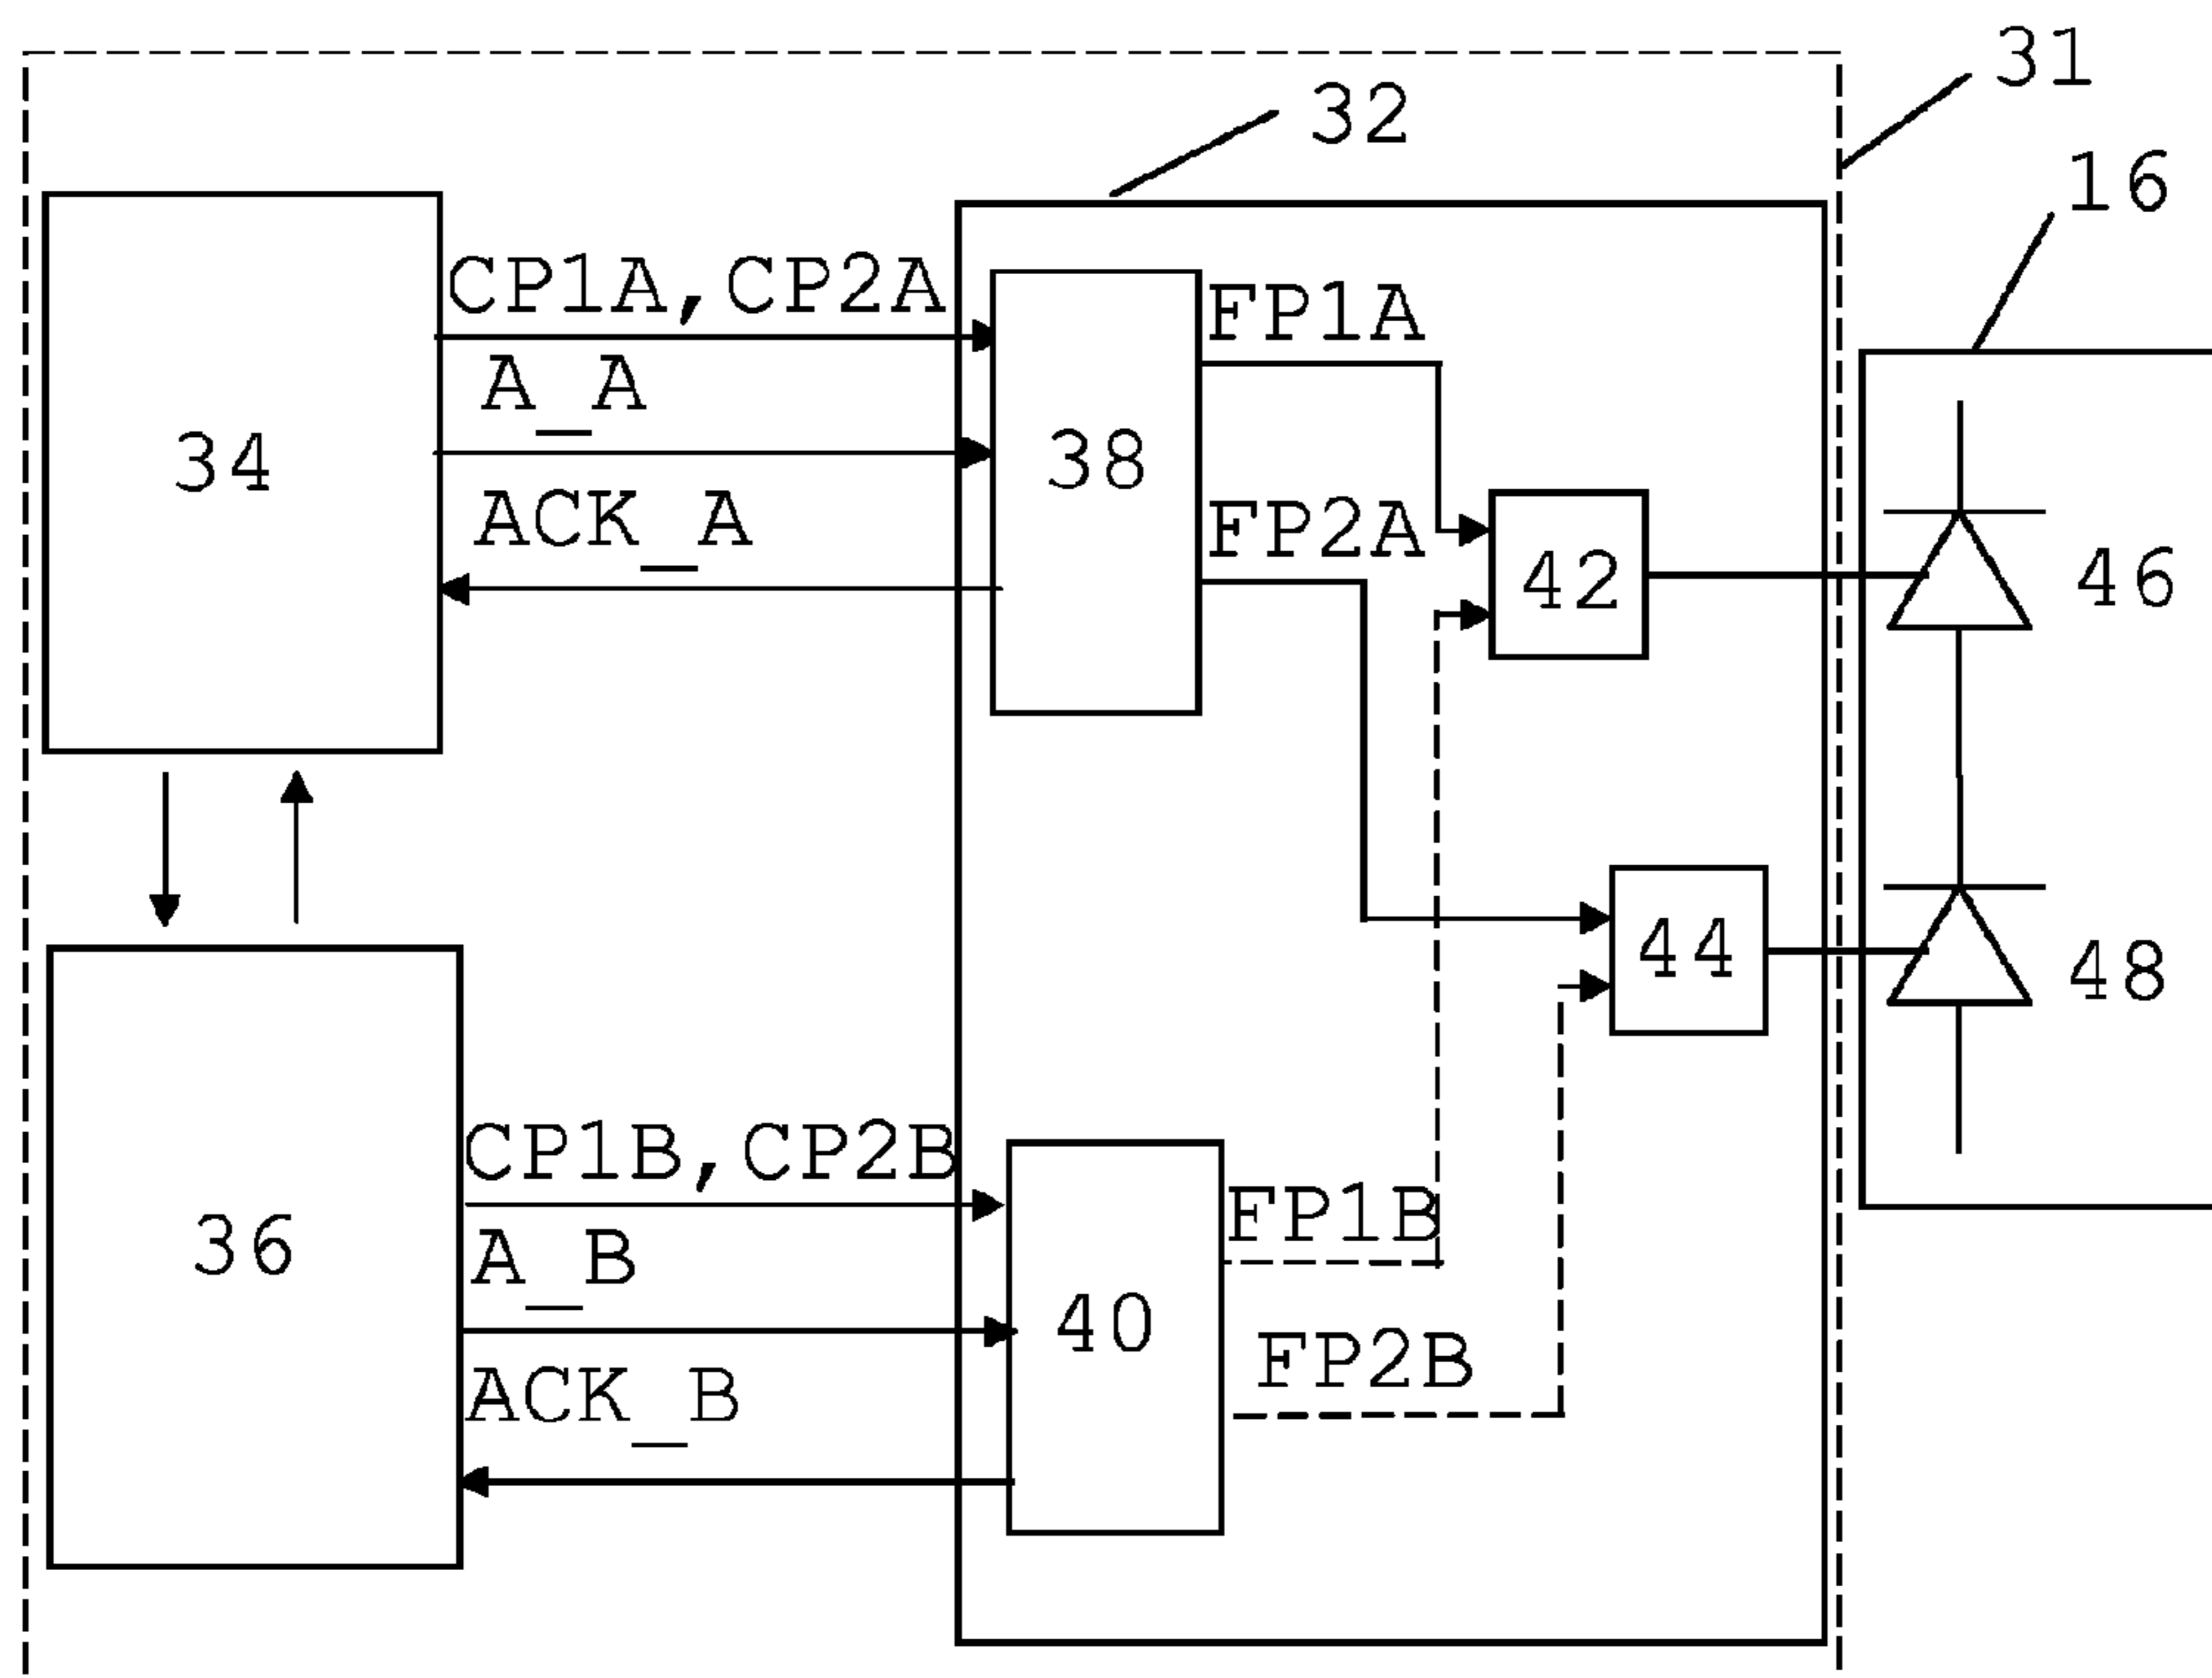 31
32
16
CP1A,CP2A
FP1A
A_A
34
38
ACK_A
FP2A
42
46
44
48
CP1B,CP2B
FP1B
36
A_B
40
FP2B
ACK_B